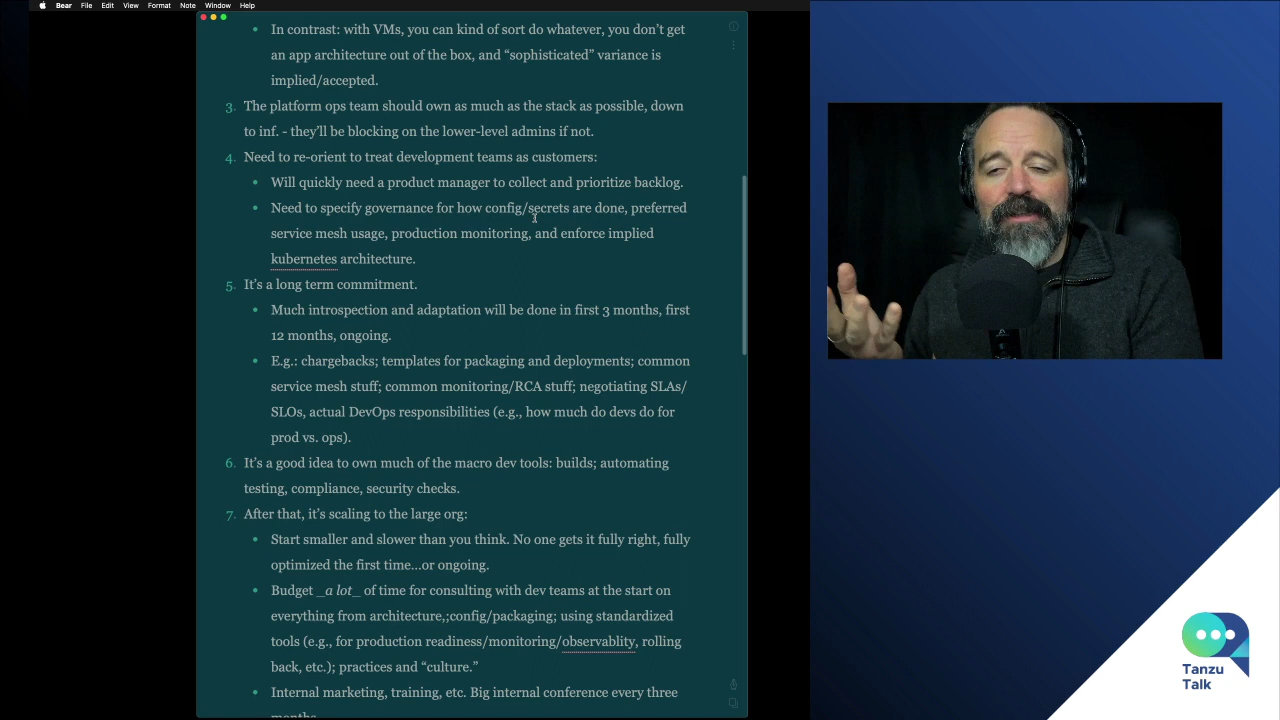 Bear File Edit View Format Note Window Help
• In contrast: with VMs, you can kind of sort do whatever, you don’t get
an app architecture out of the box, and “sophisticated” variance is
implied/accepted.
3. The platform ops team should own as much as the stack as possible, down
to inf. - they’ll be blocking on the lower-level admins if not.
4. Need to re-orient to treat development teams as customers:
• Will quickly need a product manager to collect and prioritize backlog.
• Need to specify governance for how config/secrets are done, preferred
service mesh usage, production monitoring, and enforce implied
kubernetes architecture.
5. It’s a long term commitment.
• Much introspection and adaptation will be done in first 3 months, first
12 months, ongoing.
• E.g.: chargebacks; templates for packaging and deployments; common
service mesh stuff; common monitoring/RCA stuff; negotiating SLAs/
SLOs, actual DevOps responsibilities (e.g., how much do devs do for
prod vs. ops).
6. It’s a good idea to own much of the macro dev tools: builds; automating
testing, compliance, security checks.
7. After that, it’s scaling to the large org:
• Start smaller and slower than you think. No one gets it fully right, fully
optimized the first time...or ongoing.
• Budget _a lot_ of time for consulting with dev teams at the start on
everything from architecture,;config/packaging; using standardized
tools (e.g., for production readiness/monitoring/observablity, rolling
back, etc.); practices and “culture.”
• Internal marketing, training, etc. Big internal conference every three
months.
Tanzu
Talk